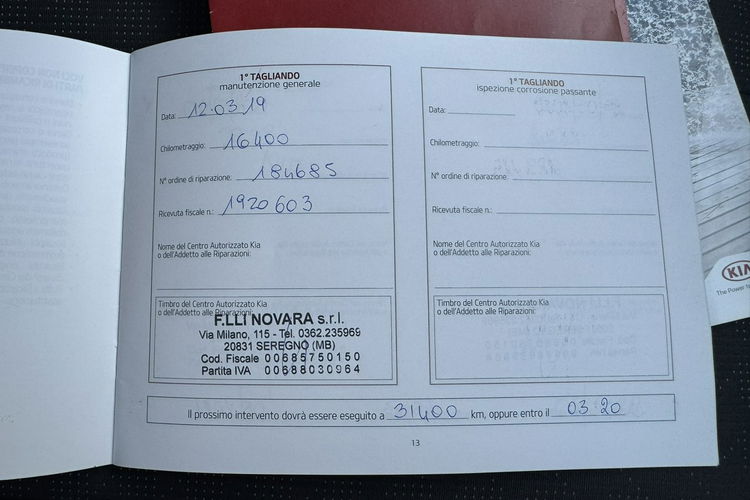 1° TAGLIANDO
manutenzione generale
Data: 12.03.19
Chilometraggio: 16400
N° ordine di riparazione: 184685
Ricevuta fiscale n.: 1920603
Nome del Centro Autorizzato Kia
o dell'Addetto alle Riparazioni:
Timbro del Centro Autorizzato Kia
o dell'Addetto alle Riparazioni:
F.LLI NOVARA s.r.l.
Via Milano, 115 - Tel. 0362.235969
20831 SEREGNO (MB)
Cod. Fiscale 00685750150
Partita IVA 00688030964
1° TAGLIANDO
ispezione corrosione passante
Data:
Chilometraggio:
N° ordine di riparazione:
Ricevuta fiscale n.:
Nome del Centro Autorizzato Kia
o dell'Addetto alle Riparazioni:
Timbro del Centro Autorizzato Kia
o dell'Addetto alle Riparazioni:
Il prossimo intervento dovrà essere eseguito a 31400 km, oppure entro il 03.20
13
KIA
The Power